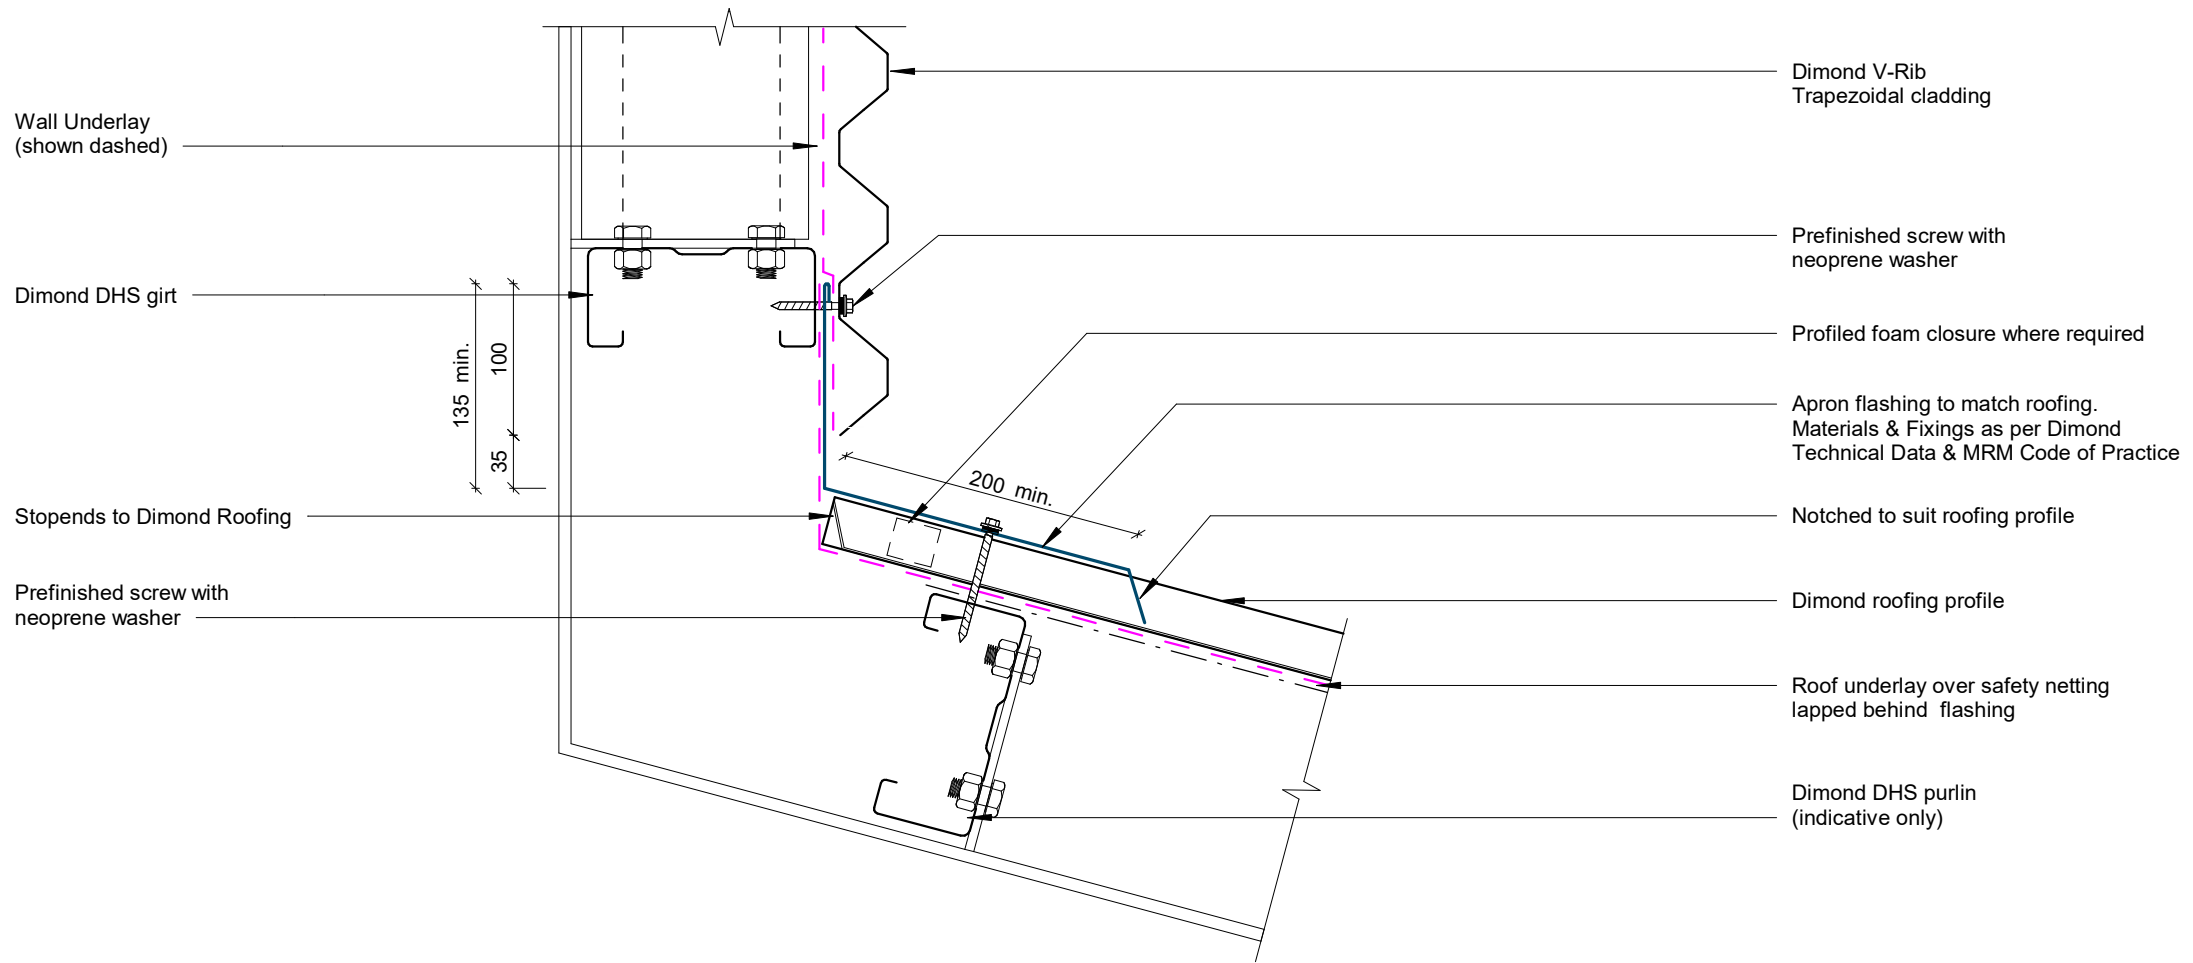 Wall Underlay
(shown dashed)
Dimond DHS girt
135 min.
100
35
Stopends to Dimond Roofing
Prefinished screw with
neoprene washer
200 min.
Dimond V-Rib
Trapezoidal cladding
Prefinished screw with
neoprene washer
Profiled foam closure where required
Apron flashing to match roofing.
Materials & Fixings as per Dimond
Technical Data & MRM Code of Practice
Notched to suit roofing profile
Dimond roofing profile
Roof underlay over safety netting
lapped behind flashing
Dimond DHS purlin
(indicative only)